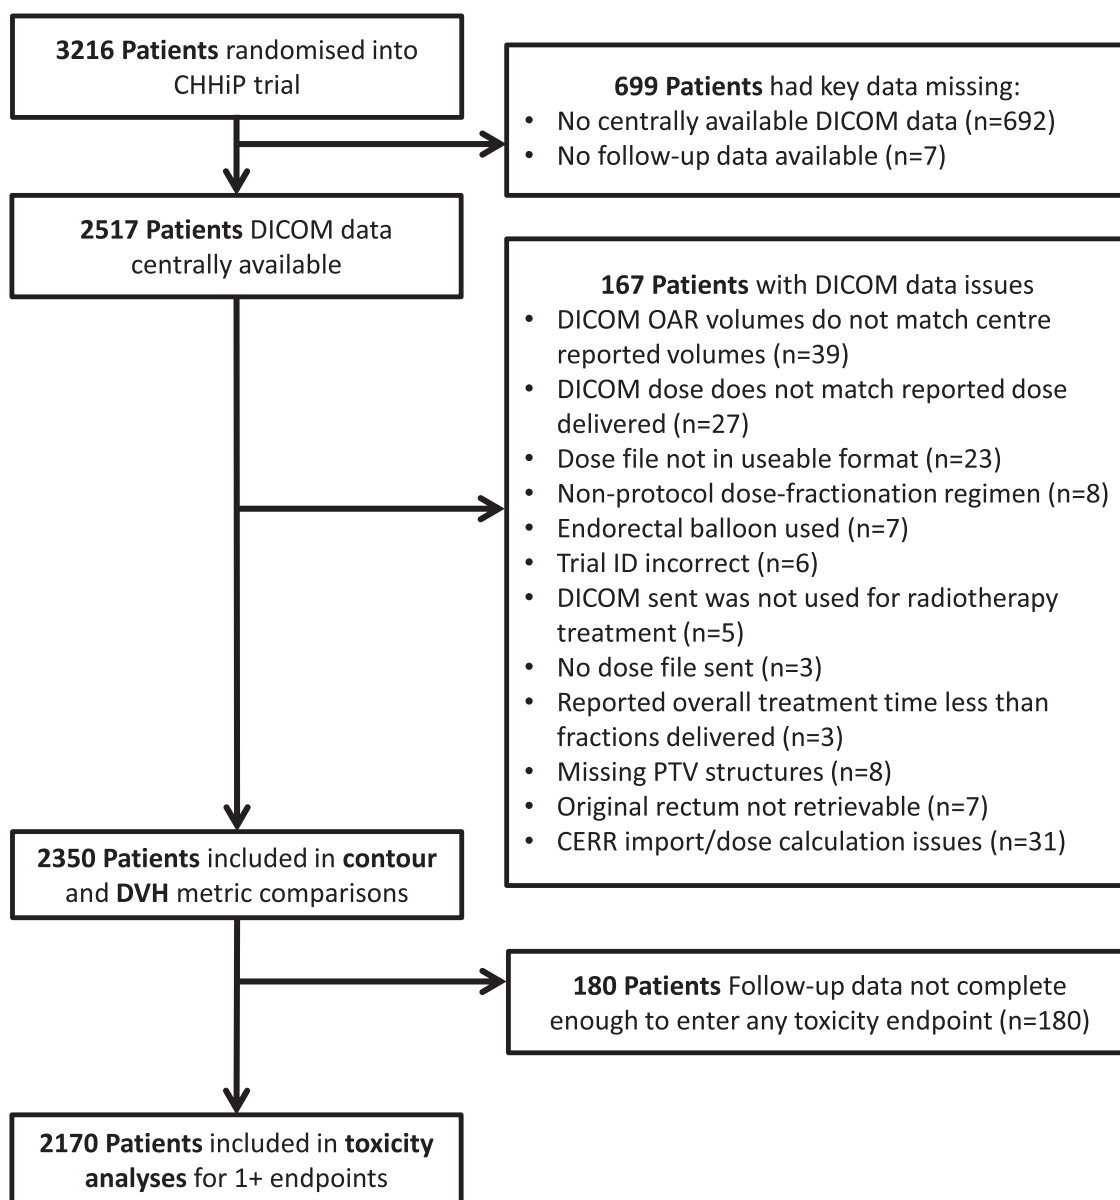 3216 Patients randomised into
CHHiP trial
699 Patients had key data missing:
• No centrally available DICOM data (n=692)
• No follow-up data available (n=7)
2517 Patients DICOM data
centrally available
167 Patients with DICOM data issues
• DICOM OAR volumes do not match centre
reported volumes (n=39)
• DICOM dose does not match reported dose
delivered (n=27)
• Dose file not in useable format (n=23)
• Non-protocol dose-fractionation regimen (n=8)
• Endorectal balloon used (n=7)
• Trial ID incorrect (n=6)
• DICOM sent was not used for radiotherapy
treatment (n=5)
• No dose file sent (n=3)
• Reported overall treatment time less than
fractions delivered (n=3)
• Missing PTV structures (n=8)
• Original rectum not retrievable (n=7)
• CERR import/dose calculation issues (n=31)
2350 Patients included in contour
and DVH metric comparisons
180 Patients Follow-up data not complete
enough to enter any toxicity endpoint (n=180)
2170 Patients included in toxicity
analyses for 1+ endpoints